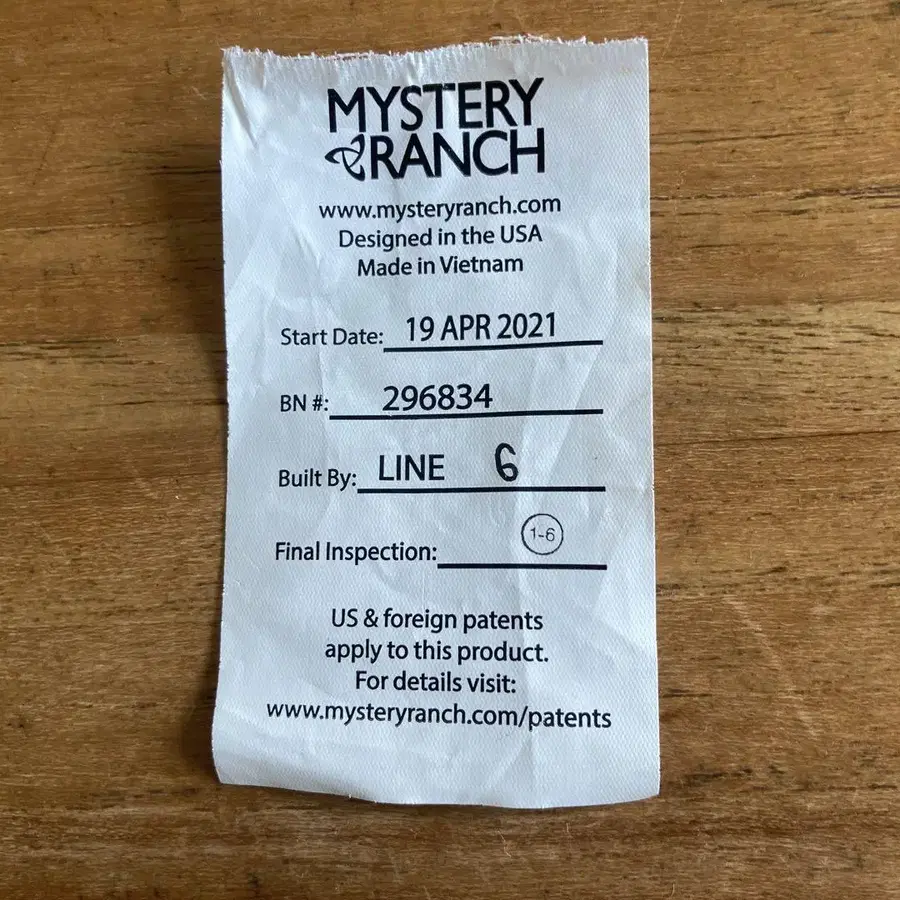 MYSTERY
RANCH
www.mysteryranch.com
Designed in the USA
Made in Vietnam
Start Date: 19 APR 2021
BN #: 296834
Built By: LINE 6
Final Inspection: 1-6
US & foreign patents
apply to this product.
For details visit:
www.mysteryranch.com/patents